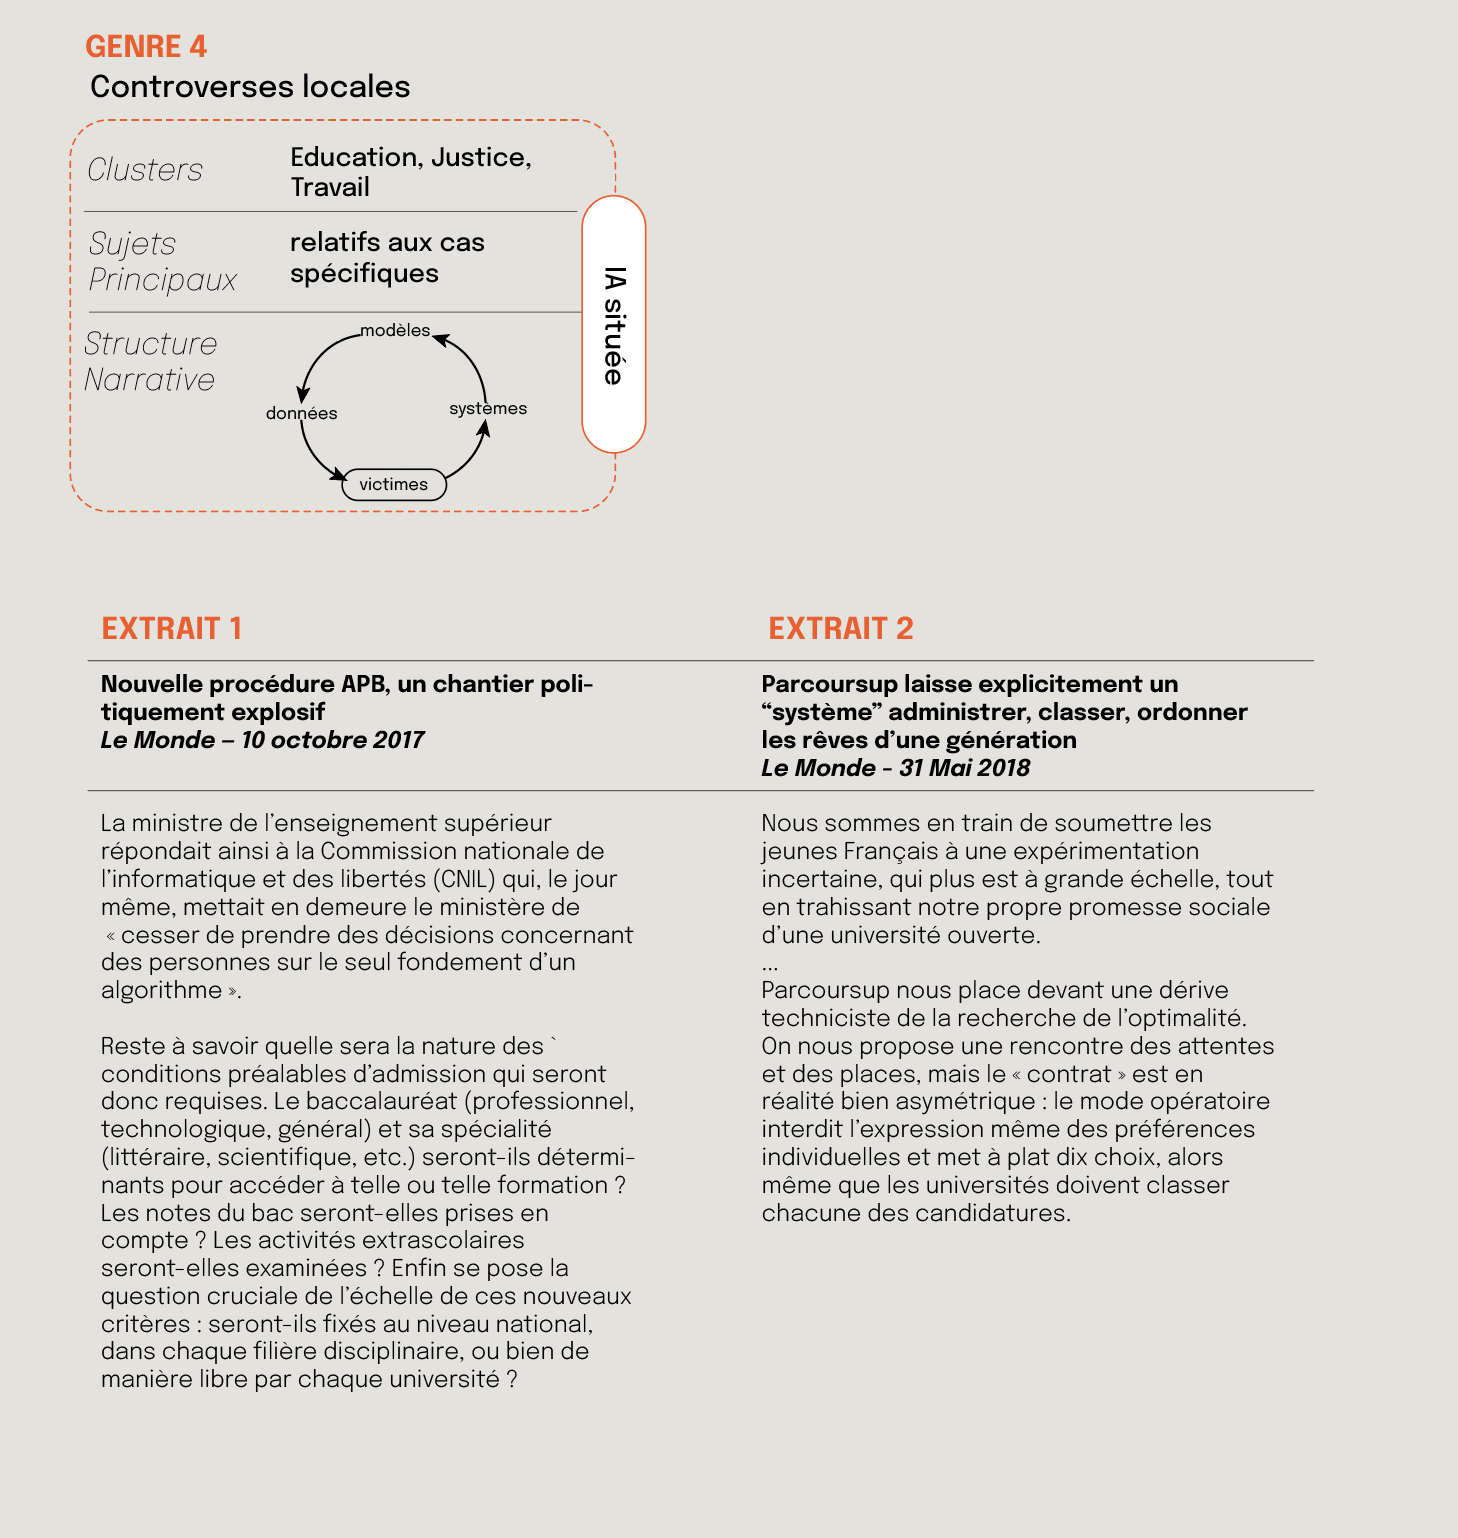 GENRE 4
Controverses locales
Clusters
Education, Justice,
Travail
Sujets
Principaux
relatifs aux cas
spécifiques
Structure
Narrative
modèles
données
systèmes
victimes
IA située
EXTRAIT 1
Nouvelle procédure APB, un chantier poli-
tiquement explosif
Le Monde – 10 octobre 2017
La ministre de l’enseignement supérieur
répondait ainsi à la Commission nationale de
l’informatique et des libertés (CNIL) qui, le jour
même, mettait en demeure le ministère de
« cesser de prendre des décisions concernant
des personnes sur le seul fondement d’un
algorithme ».
Reste à savoir quelle sera la nature des `
conditions préalables d’admission qui seront
donc requises. Le baccalauréat (professionnel,
technologique, général) et sa spécialité
(littéraire, scientifique, etc.) seront-ils détermi-
nants pour accéder à telle ou telle formation ?
Les notes du bac seront-elles prises en
compte ? Les activités extrascolaires
seront-elles examinées ? Enfin se pose la
question cruciale de l’échelle de ces nouveaux
critères : seront-ils fixés au niveau national,
dans chaque filière disciplinaire, ou bien de
manière libre par chaque université ?
EXTRAIT 2
Parcoursup laisse explicitement un
“système” administrer, classer, ordonner
les rêves d’une génération
Le Monde - 31 Mai 2018
Nous sommes en train de soumettre les
jeunes Français à une expérimentation
incertaine, qui plus est à grande échelle, tout
en trahissant notre propre promesse sociale
d’une université ouverte.
...
Parcoursup nous place devant une dérive
techniciste de la recherche de l’optimalité.
On nous propose une rencontre des attentes
et des places, mais le « contrat » est en
réalité bien asymétrique : le mode opératoire
interdit l’expression même des préférences
individuelles et met à plat dix choix, alors
même que les universités doivent classer
chacune des candidatures.